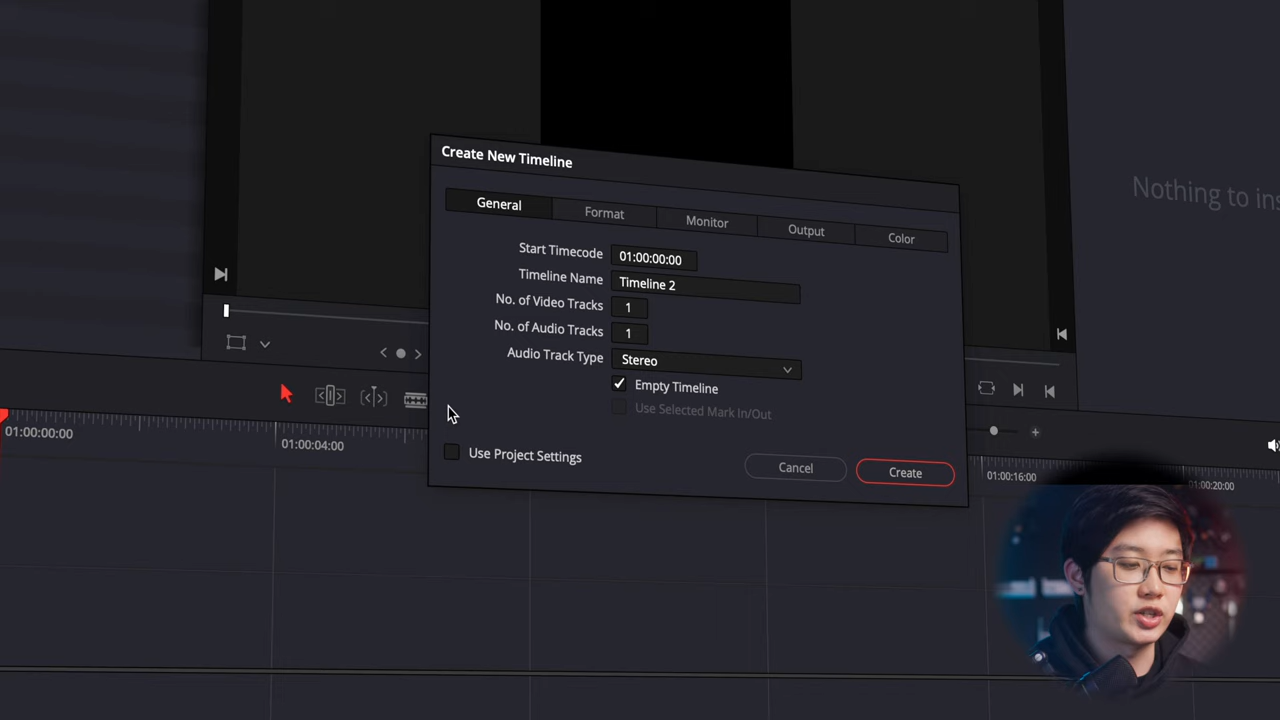 Create New Timeline
General
Format
Monitor
Output
Color
Start Timecode 01:00:00:00
Timeline Name Timeline 2
No. of Video Tracks 1
No. of Audio Tracks 1
Audio Track Type Stereo
Empty Timeline
Use Selected Mark In/Out
Use Project Settings
Cancel
Create
Nothing to ins
01:00:00:00
01:00:04:00
01:00:16:00
01:00:20:00